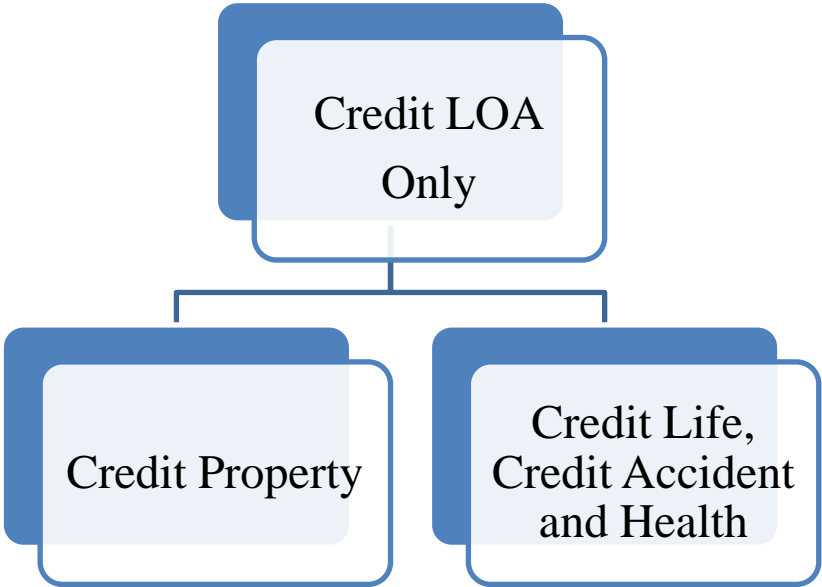 Credit LOA
Only
Credit Property
Credit Life,
Credit Accident
and Health